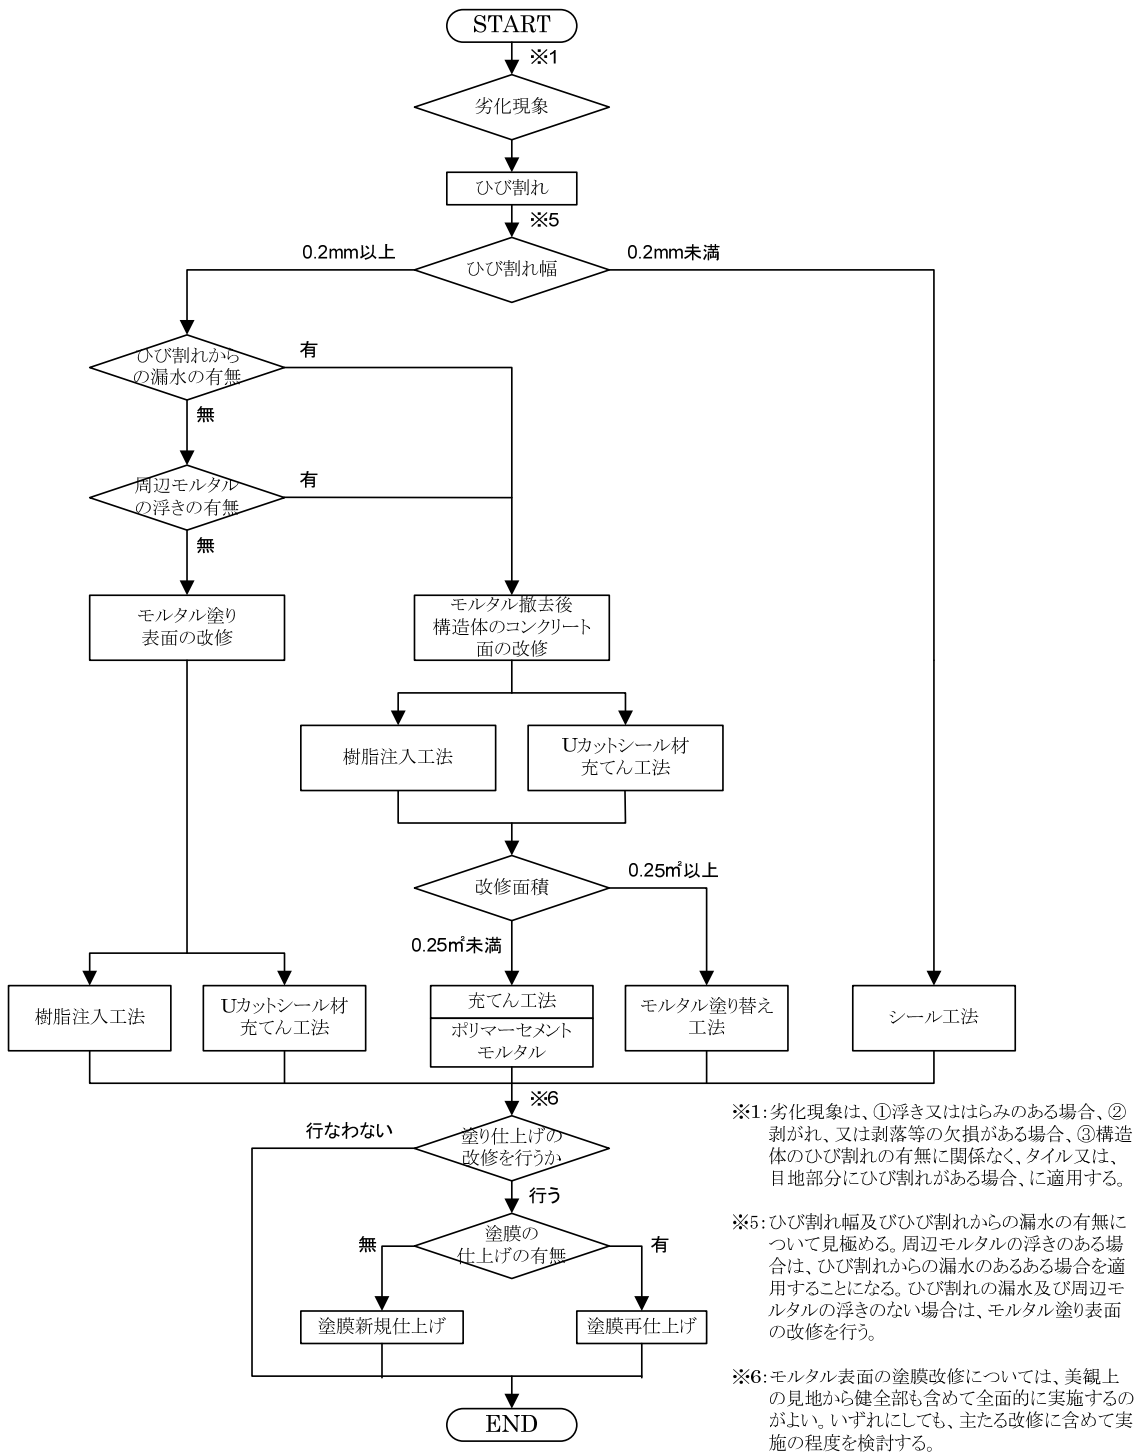 START
※1
劣化現象
ひび割れ
※5
0.2mm以上
ひび割れ幅
0.2mm未満
ひび割れから
の漏水の有無
有
無
周辺モルタル
の浮きの有無
有
無
モルタル塗り
表面の改修
モルタル撤去後
構造体のコンクリート
面の改修
樹脂注入工法
Uカットシール材
充てん工法
改修面積
0.25㎡以上
0.25㎡未満
樹脂注入工法
Uカットシール材
充てん工法
充てん工法
ポリマーセメント
モルタル
モルタル塗り替え
工法
シール工法
※6
行なわない
塗り仕上げの
改修を行うか
行う
無
塗膜の
仕上げの有無
有
塗膜新規仕上げ
塗膜再仕上げ
END
※1:劣化現象は、①浮き又ははらみのある場合、②
剥がれ、又は剥落等の欠損がある場合、③構造
体のひび割れの有無に関係なく、タイル又は、
目地部分にひび割れがある場合、に適用する。
※5:ひび割れ幅及びひび割れからの漏水の有無に
ついて見極める。周辺モルタルの浮きのある場
合は、ひび割れからの漏水のあるある場合を適
用することになる。ひび割れの漏水及び周辺モ
ルタルの浮きのない場合は、モルタル塗り表面
の改修を行う。
※6:モルタル表面の塗膜改修については、美観上
の見地から健全部も含めて全面的に実施するの
がよい。いずれにしても、主たる改修に含めて実
施の程度を検討する。